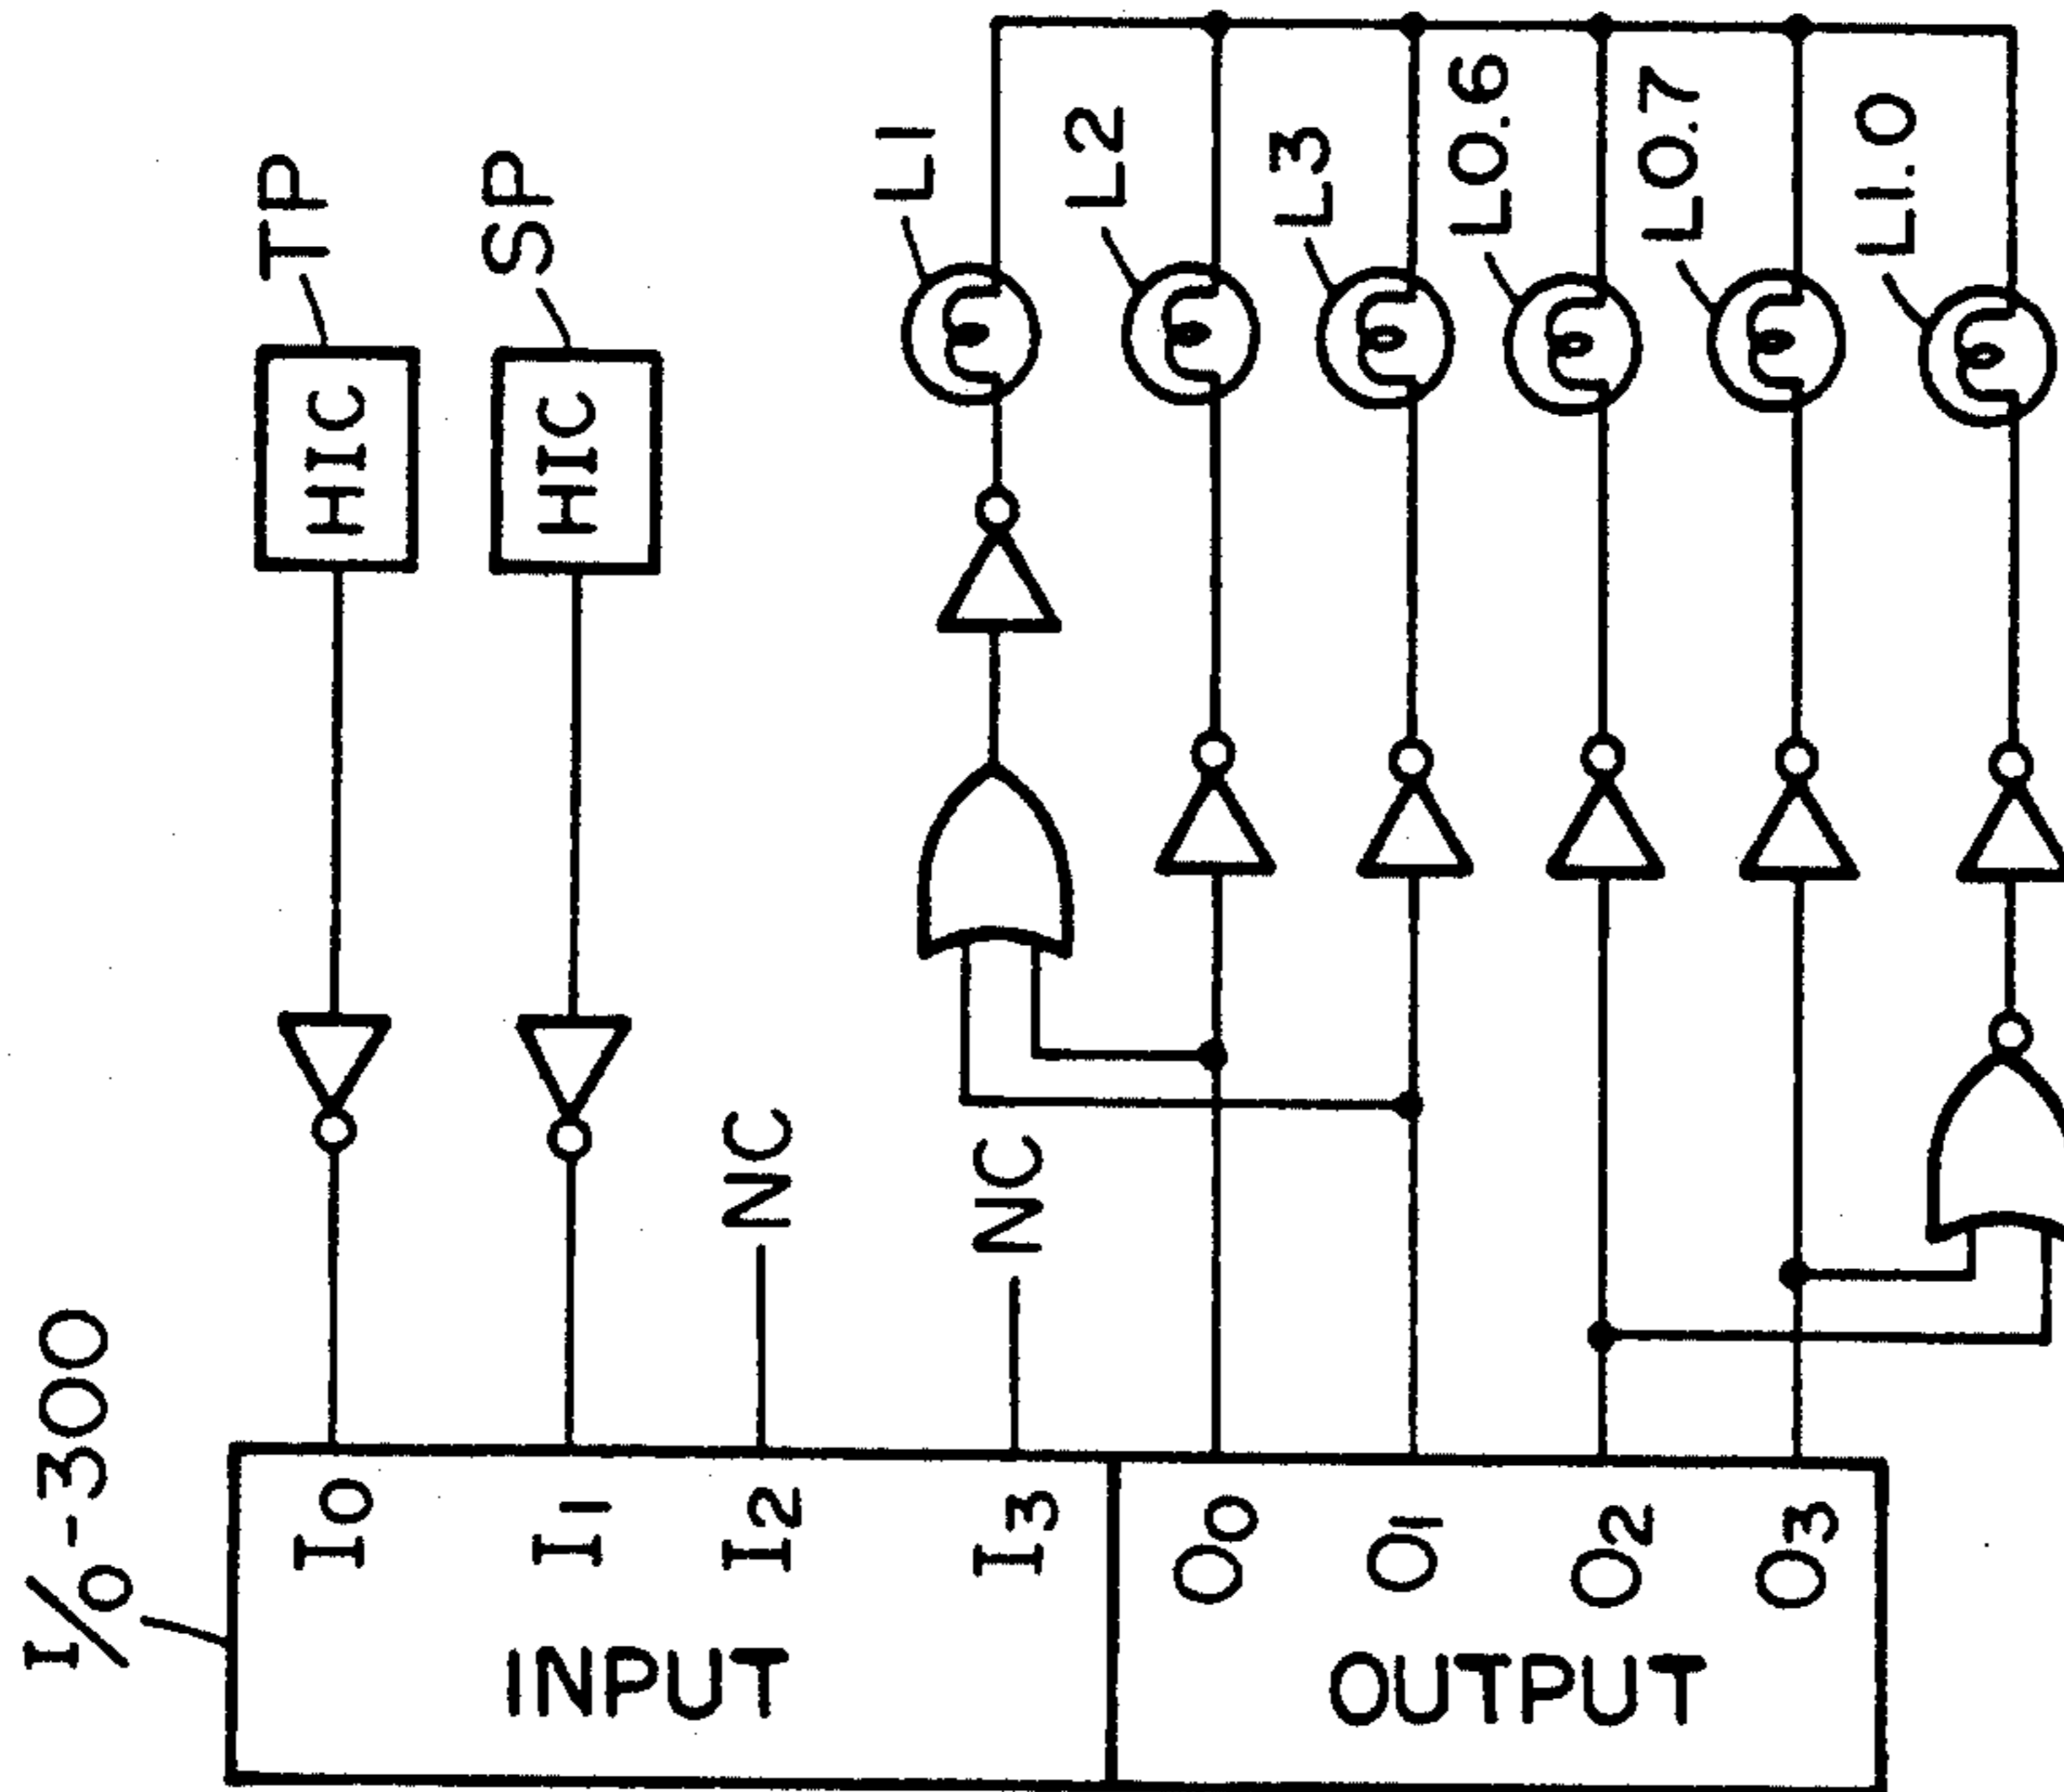 I/O-300
INPUT
I0
I1
I2
I3
OUTPUT
O0
O1
O2
O3
NC
NC
HIC
TP
HIC
SP
L1
L2
L3
L0.6
L0.7
L1.0